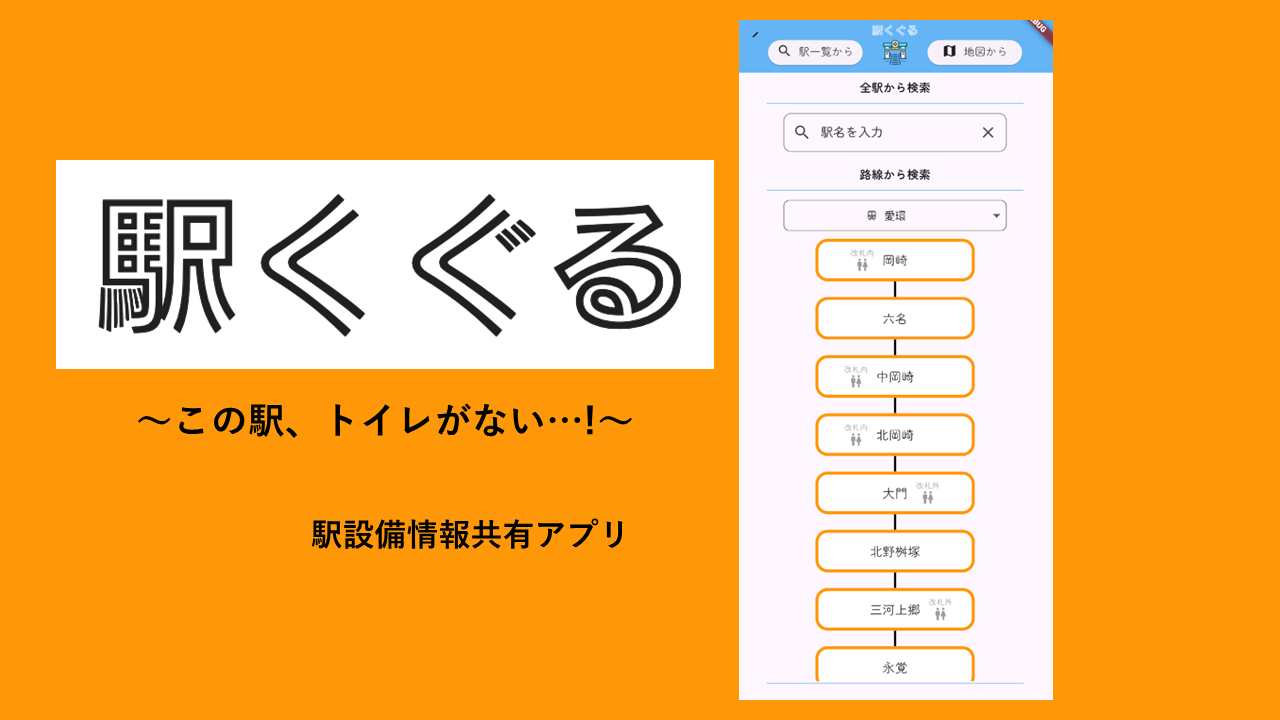 駅くぐる
～この駅、トイレがない…!～
駅設備情報共有アプリ
駅くぐる
駅一覧から
地図から
全駅から検索
駅名を入力
路線から検索
愛環
改札内
岡崎
六名
改札内
中岡崎
改札内
北岡崎
大門
改札外
北野桝塚
三河上郷
改札外
永覚